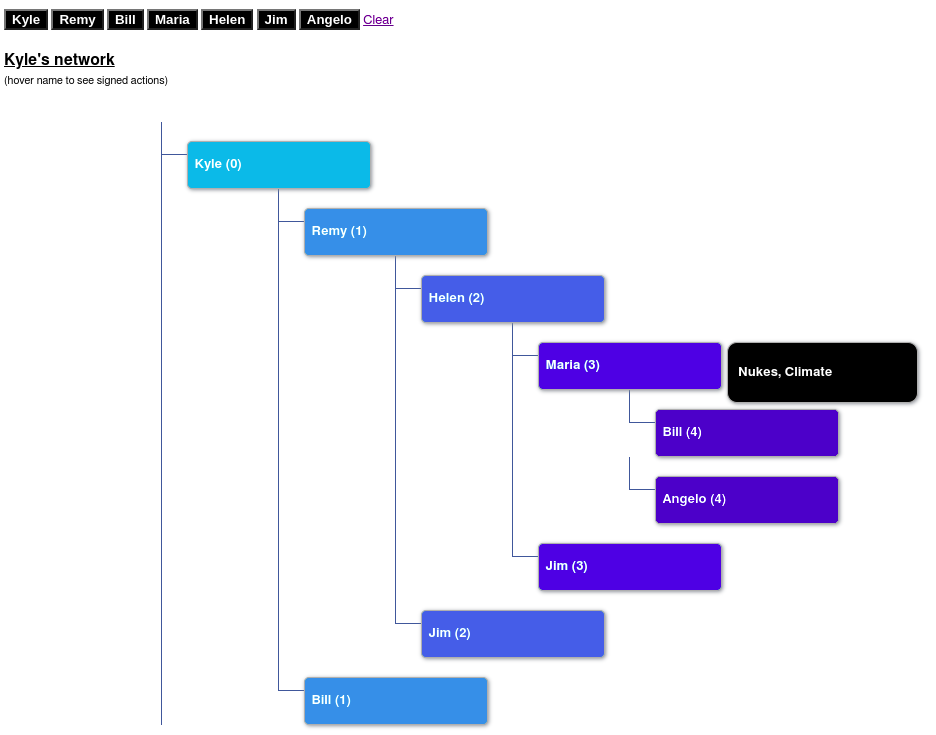 Kyle Remy Bill Maria Helen Jim Angelo Clear
Kyle's network
(hover name to see signed actions)
Kyle (0)
Remy (1)
Helen (2)
Maria (3)
Nukes, Climate
Bill (4)
Angelo (4)
Jim (3)
Jim (2)
Bill (1)